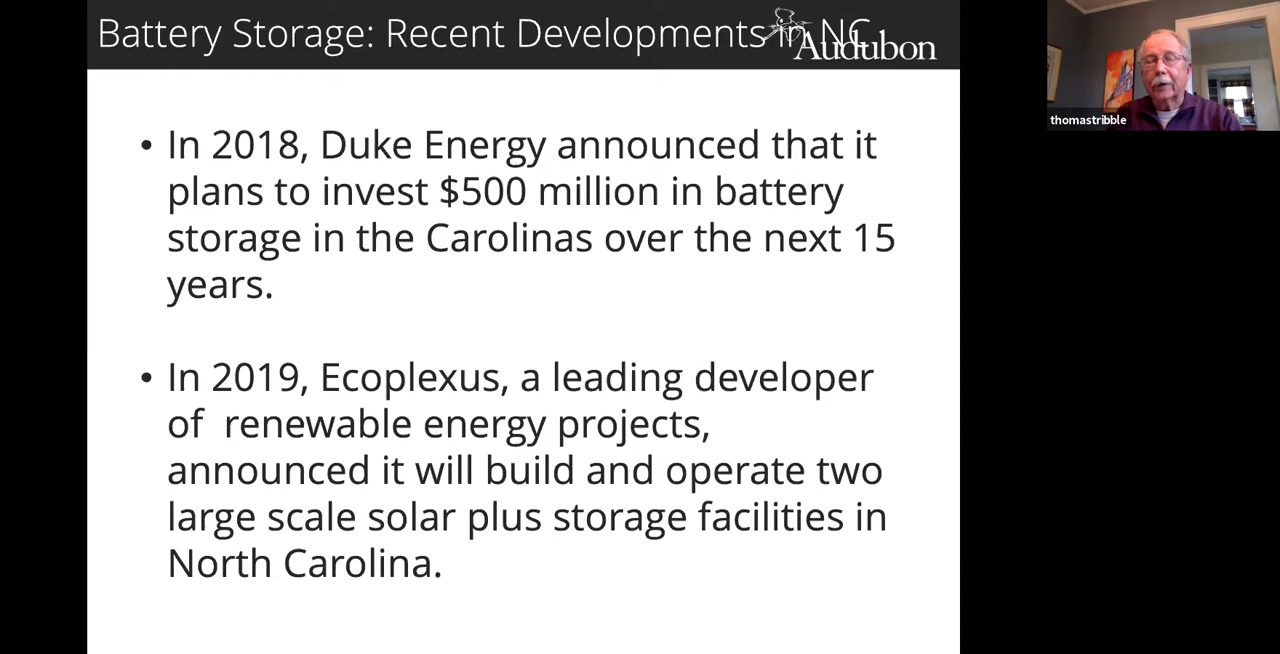 Battery Storage: Recent Developments in NC
Audubon
thomastribble
• In 2018, Duke Energy announced that it
plans to invest $500 million in battery
storage in the Carolinas over the next 15
years.
• In 2019, Ecoplexus, a leading developer
of  renewable energy projects,
announced it will build and operate two
large scale solar plus storage facilities in
North Carolina.